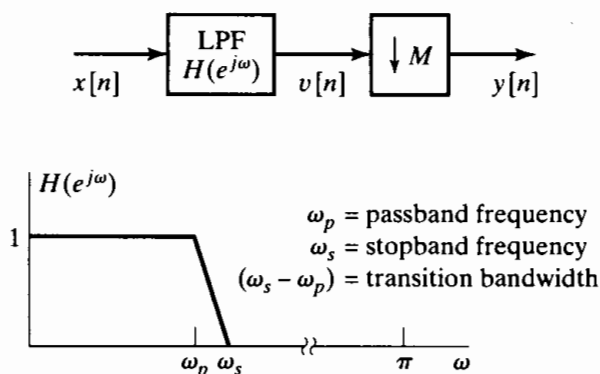 LPF
H(e^{jω})
↓ M
x[n]
v[n]
y[n]
H(e^{jω})
1
ω_p = passband frequency
ω_s = stopband frequency
(ω_s − ω_p) = transition bandwidth
ω_p ω_s π ω